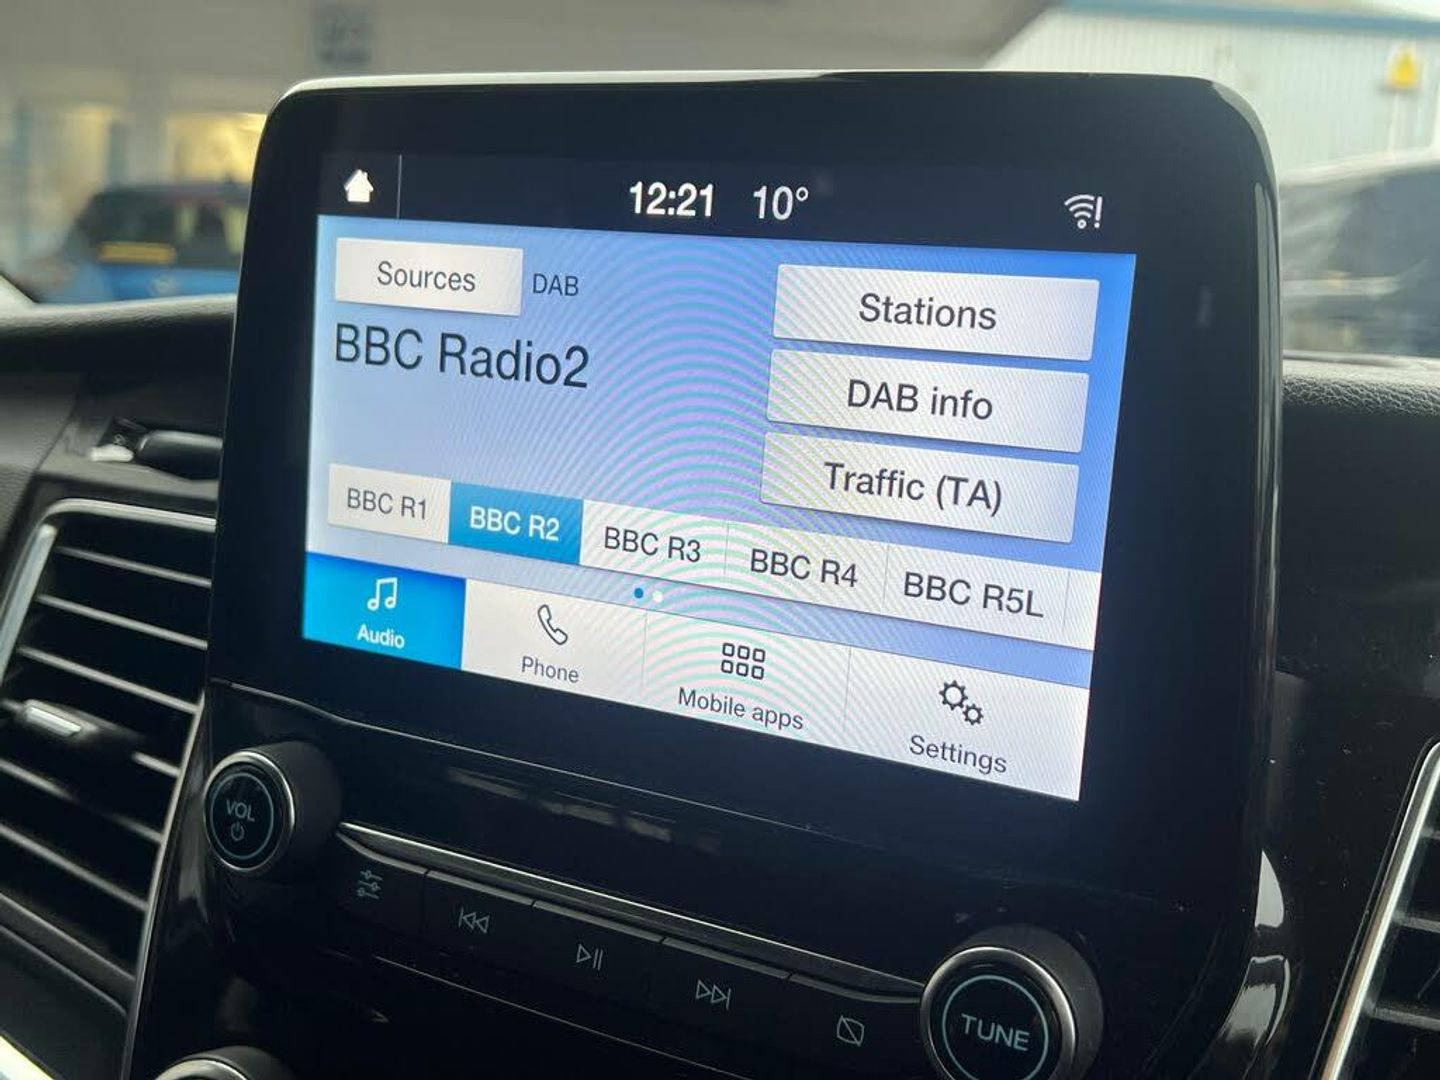 12:21 10°
Sources DAB
BBC Radio2
Stations
DAB info
Traffic (TA)
BBC R1 BBC R2 BBC R3 BBC R4 BBC R5L
Audio Phone Mobile apps Settings
VOL
TUNE